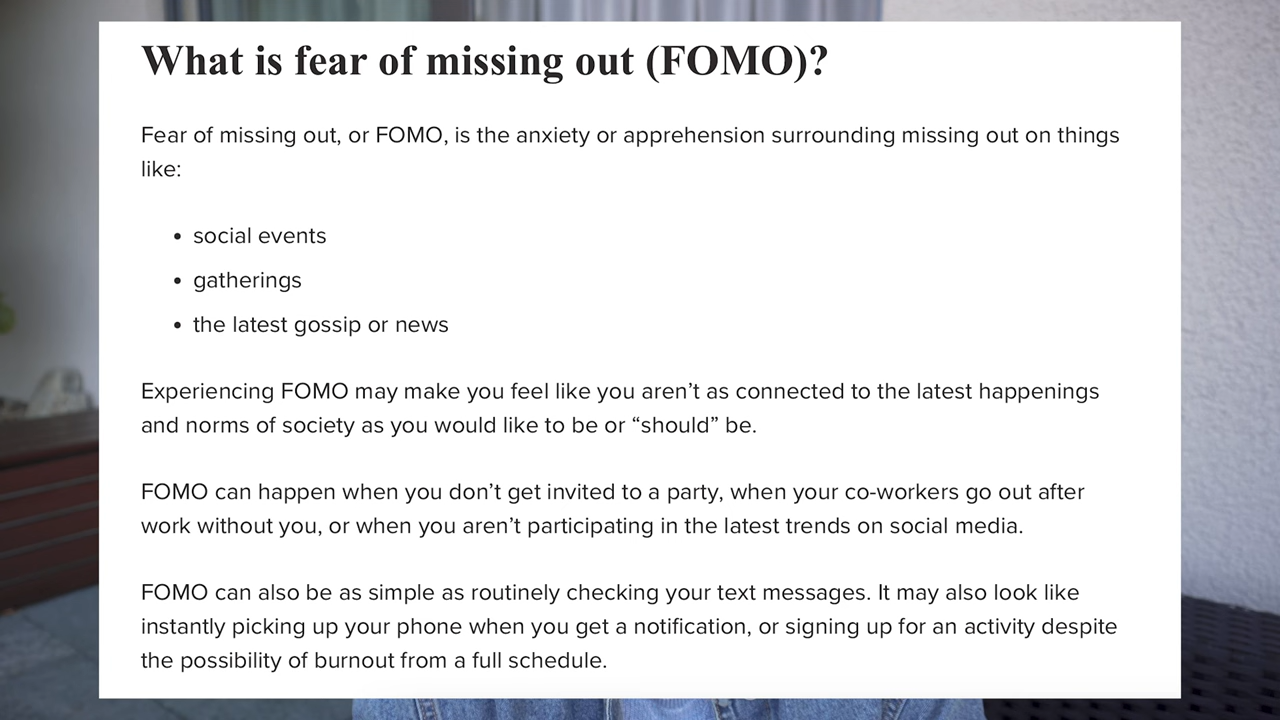 What is fear of missing out (FOMO)?
Fear of missing out, or FOMO, is the anxiety or apprehension surrounding missing out on things
like:
• social events
• gatherings
• the latest gossip or news
Experiencing FOMO may make you feel like you aren’t as connected to the latest happenings
and norms of society as you would like to be or “should” be.
FOMO can happen when you don’t get invited to a party, when your co-workers go out after
work without you, or when you aren’t participating in the latest trends on social media.
FOMO can also be as simple as routinely checking your text messages. It may also look like
instantly picking up your phone when you get a notification, or signing up for an activity despite
the possibility of burnout from a full schedule.